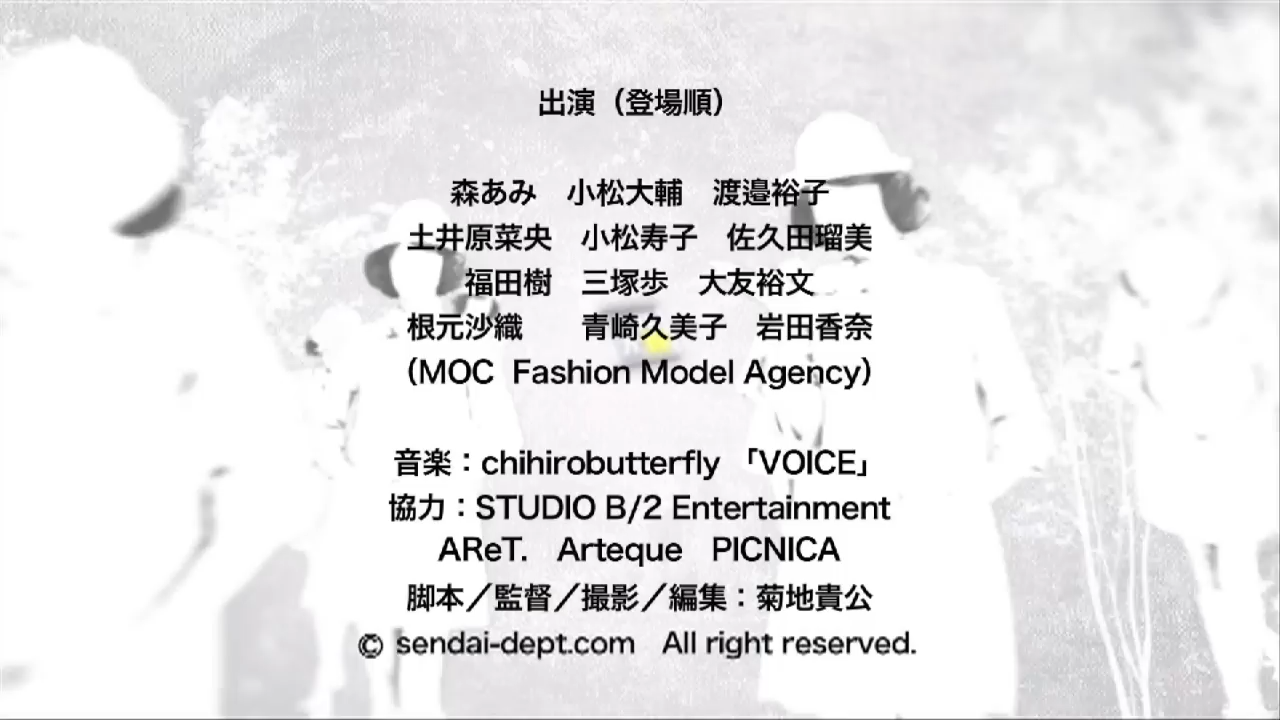 出演（登場順）
森あみ　小松大輔　渡邉裕子
土井原菜央　小松寿子　佐久田瑠美
福田樹　三塚歩　大友裕文
根元沙織　　青崎久美子　岩田香奈
（MOC Fashion Model Agency）
音楽：chihirobutterfly 「VOICE」
協力：STUDIO B/2 Entertainment
AReT.　Arteque　PICNICA
脚本／監督／撮影／編集：菊地貴公
© sendai-dept.com　All right reserved.